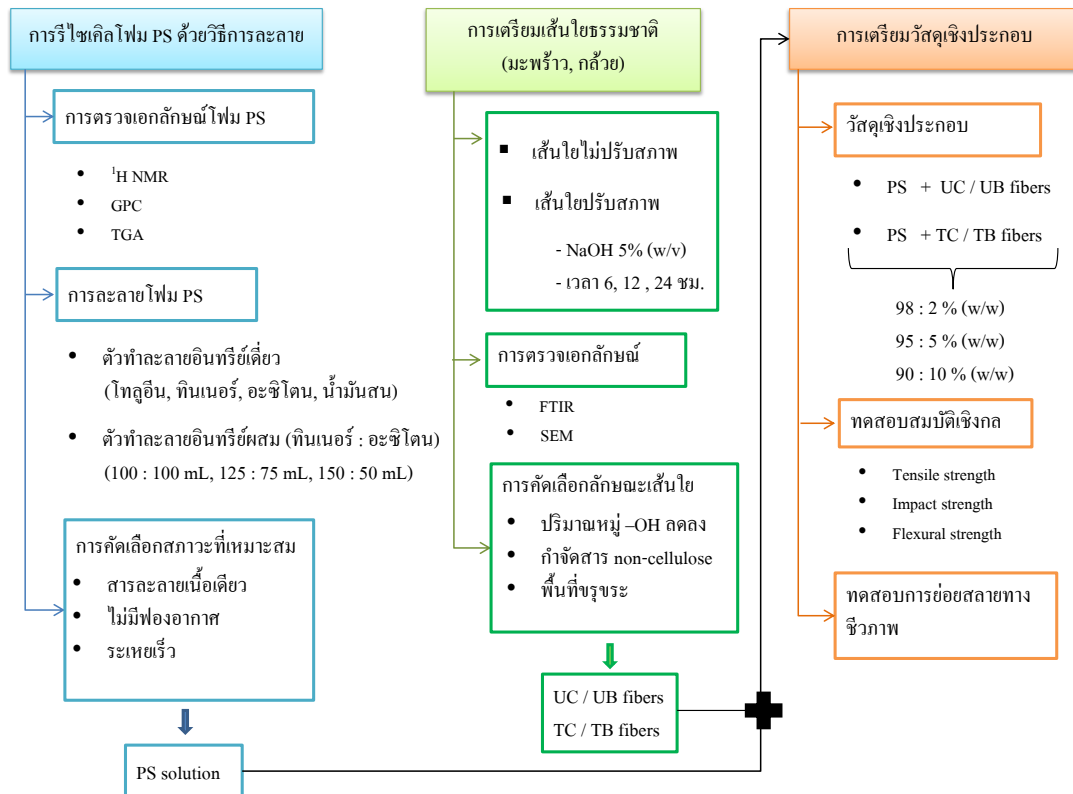 การรีไซเคิลโฟม PS ด้วยวิธีการละลาย
การตรวจเอกลักษณ์โฟม PS
• ¹H NMR
• GPC
• TGA
การละลายโฟม PS
• ตัวทำละลายอินทรีย์เดี่ยว
(โทลูอีน, ทินเนอร์, อะซิโตน, น้ำมันสน)
• ตัวทำละลายอินทรีย์ผสม (ทินเนอร์ : อะซิโตน)
(100 : 100 mL, 125 : 75 mL, 150 : 50 mL)
การคัดเลือกสภาวะที่เหมาะสม
• สารละลายเนื้อเดียว
• ไม่มีฟองอากาศ
• ระเหยเร็ว
PS solution
การเตรียมเส้นใยธรรมชาติ
(มะพร้าว, กล้วย)
▪ เส้นใยไม่ปรับสภาพ
▪ เส้นใยปรับสภาพ
- NaOH 5% (w/v)
- เวลา 6, 12 , 24 ชม.
การตรวจเอกลักษณ์
• FTIR
• SEM
การคัดเลือกลักษณะเส้นใย
• ปริมาณหมู่ –OH ลดลง
• กำจัดสาร non-cellulose
• พื้นที่ขรุขระ
UC / UB fibers
TC / TB fibers
การเตรียมวัสดุเชิงประกอบ
วัสดุเชิงประกอบ
• PS + UC / UB fibers
• PS + TC / TB fibers
98 : 2 % (w/w)
95 : 5 % (w/w)
90 : 10 % (w/w)
ทดสอบสมบัติเชิงกล
• Tensile strength
• Impact strength
• Flexural strength
ทดสอบการย่อยสลายทาง
ชีวภาพ